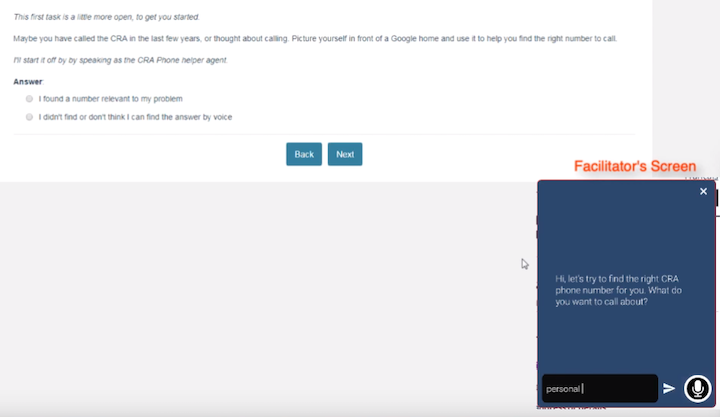 This first task is a little more open, to get you started.
Maybe you have called the CRA in the last few years, or thought about calling. Picture yourself in front of a Google home and use it to help you find the right number to call.
I'll start it off by by speaking as the CRA Phone helper agent.
Answer
I found a number relevant to my problem
I didn't find or don't think I can find the answer by voice
Back Next
Facilitator's Screen
Hi, let's try to find the right CRA
phone number for you. What do
you want to call about?
personal